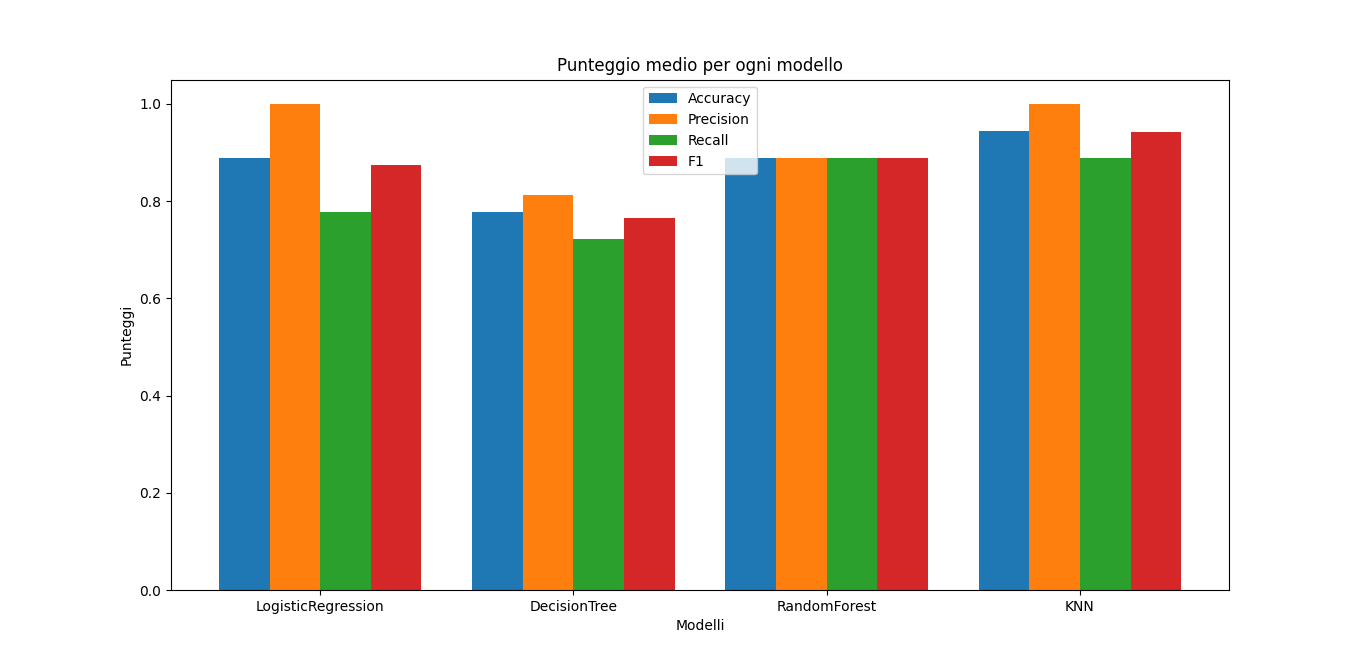 Punteggio medio per ogni modello
Accuracy
Precision
Recall
F1
1.0
0.8
0.6
0.4
0.2
0.0
Punteggi
LogisticRegression
DecisionTree
RandomForest
KNN
Modelli